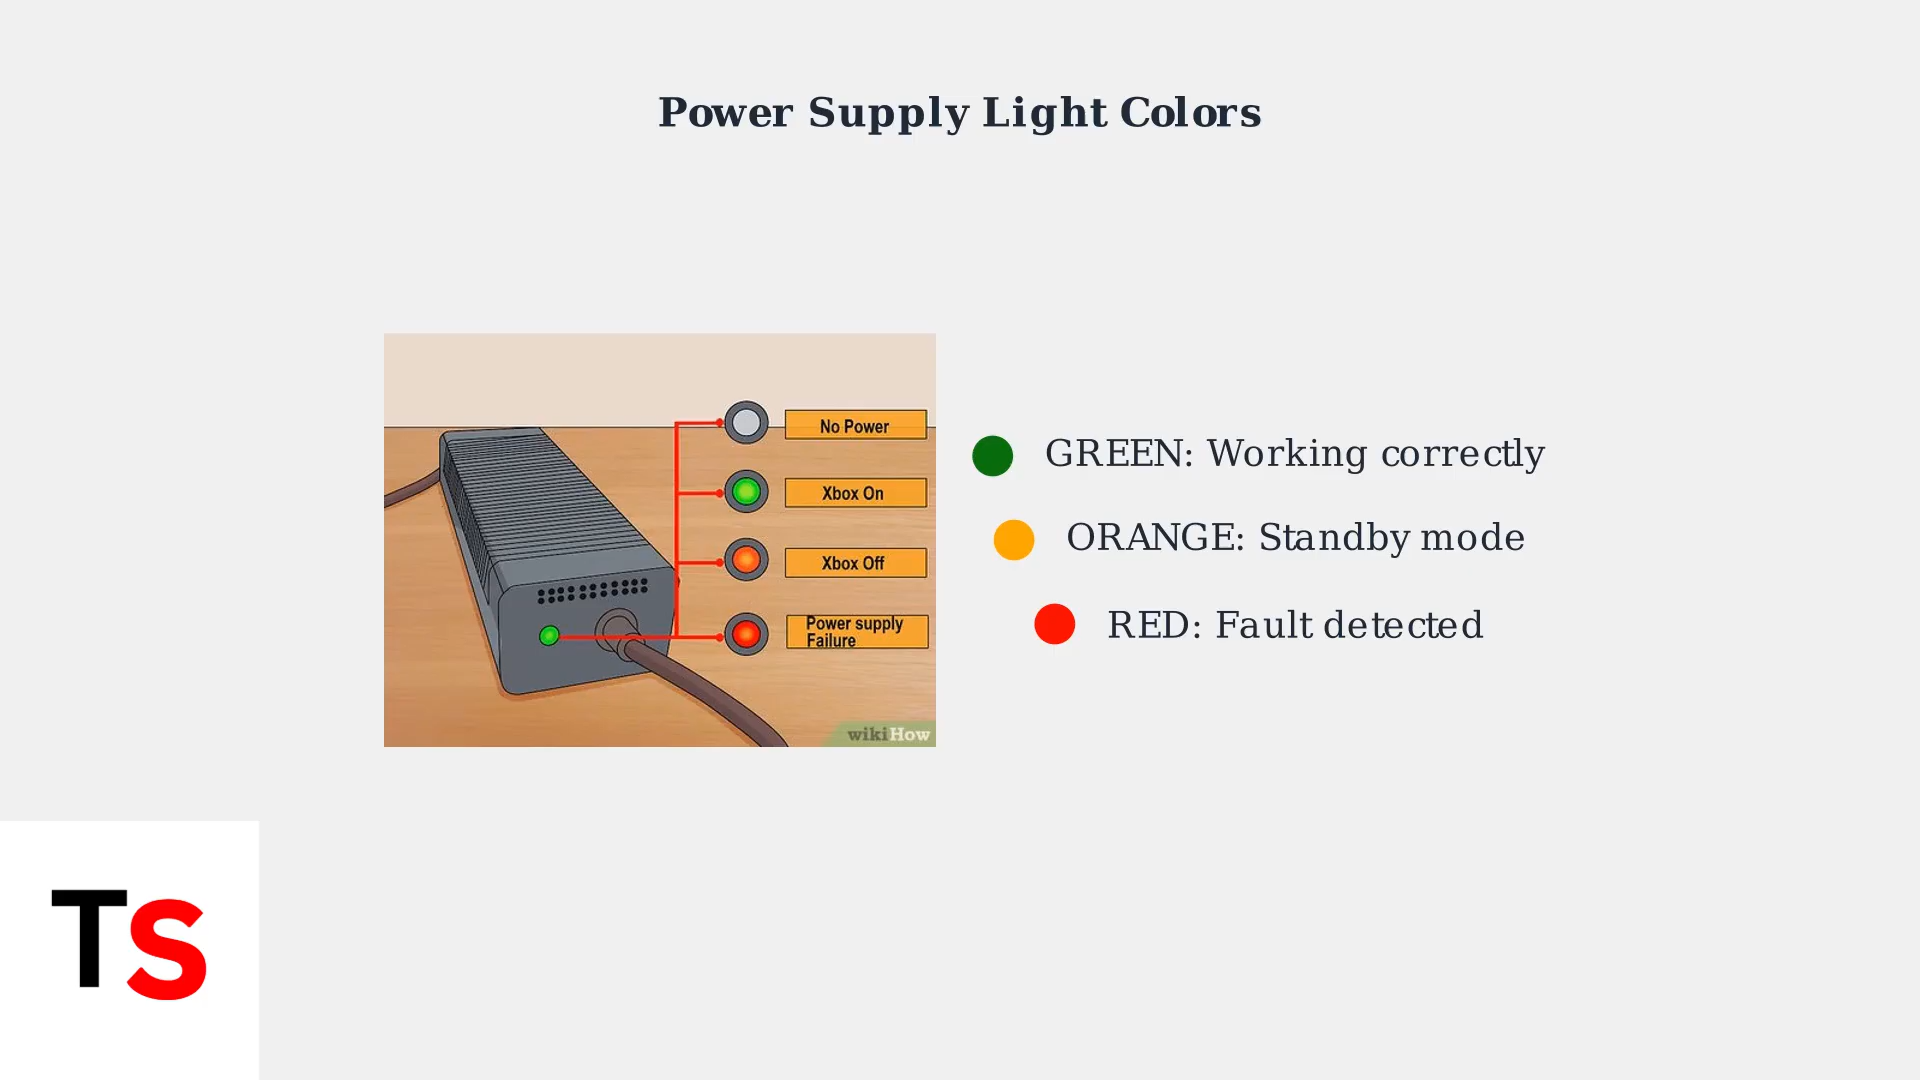 Power Supply Light Colors
No Power
Xbox On
Xbox Off
Power supply
Failure
wikiHow
GREEN: Working correctly
ORANGE: Standby mode
RED: Fault detected
TS